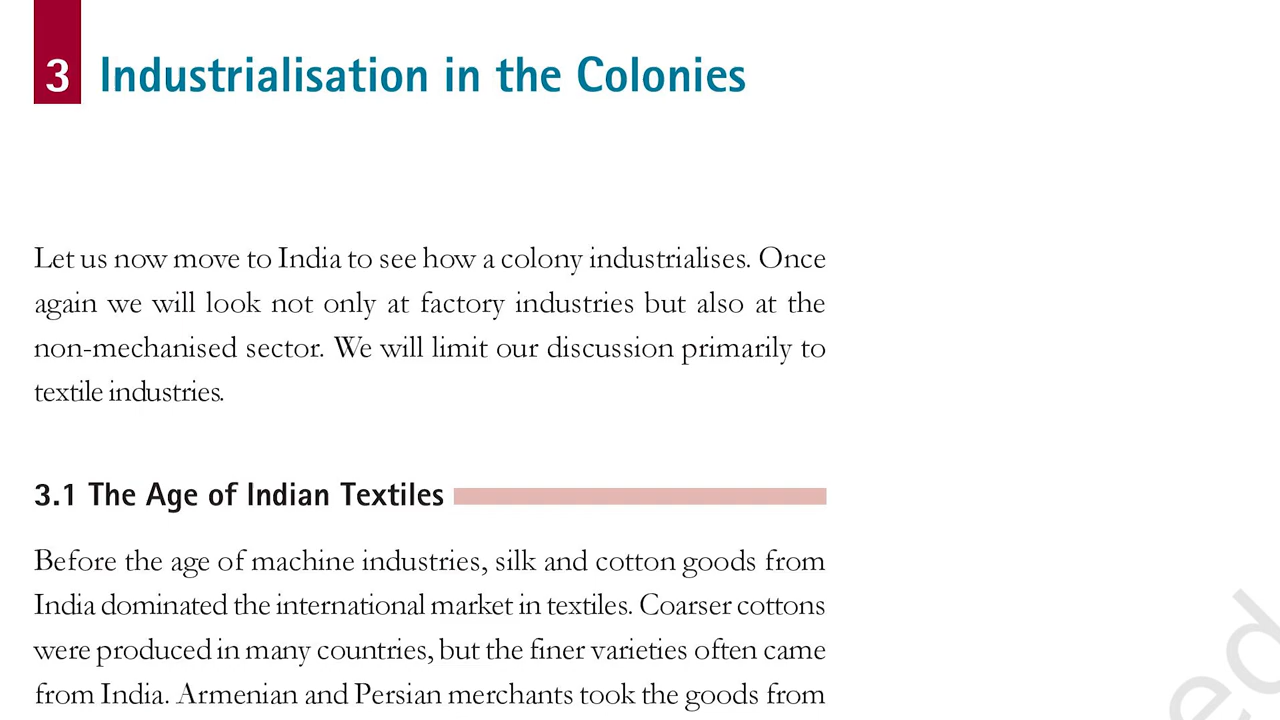 3 Industrialisation in the Colonies
Let us now move to India to see how a colony industrialises. Once
again we will look not only at factory industries but also at the
non-mechanised sector. We will limit our discussion primarily to
textile industries.
3.1 The Age of Indian Textiles
Before the age of machine industries, silk and cotton goods from
India dominated the international market in textiles. Coarser cottons
were produced in many countries, but the finer varieties often came
from India. Armenian and Persian merchants took the goods from
ed